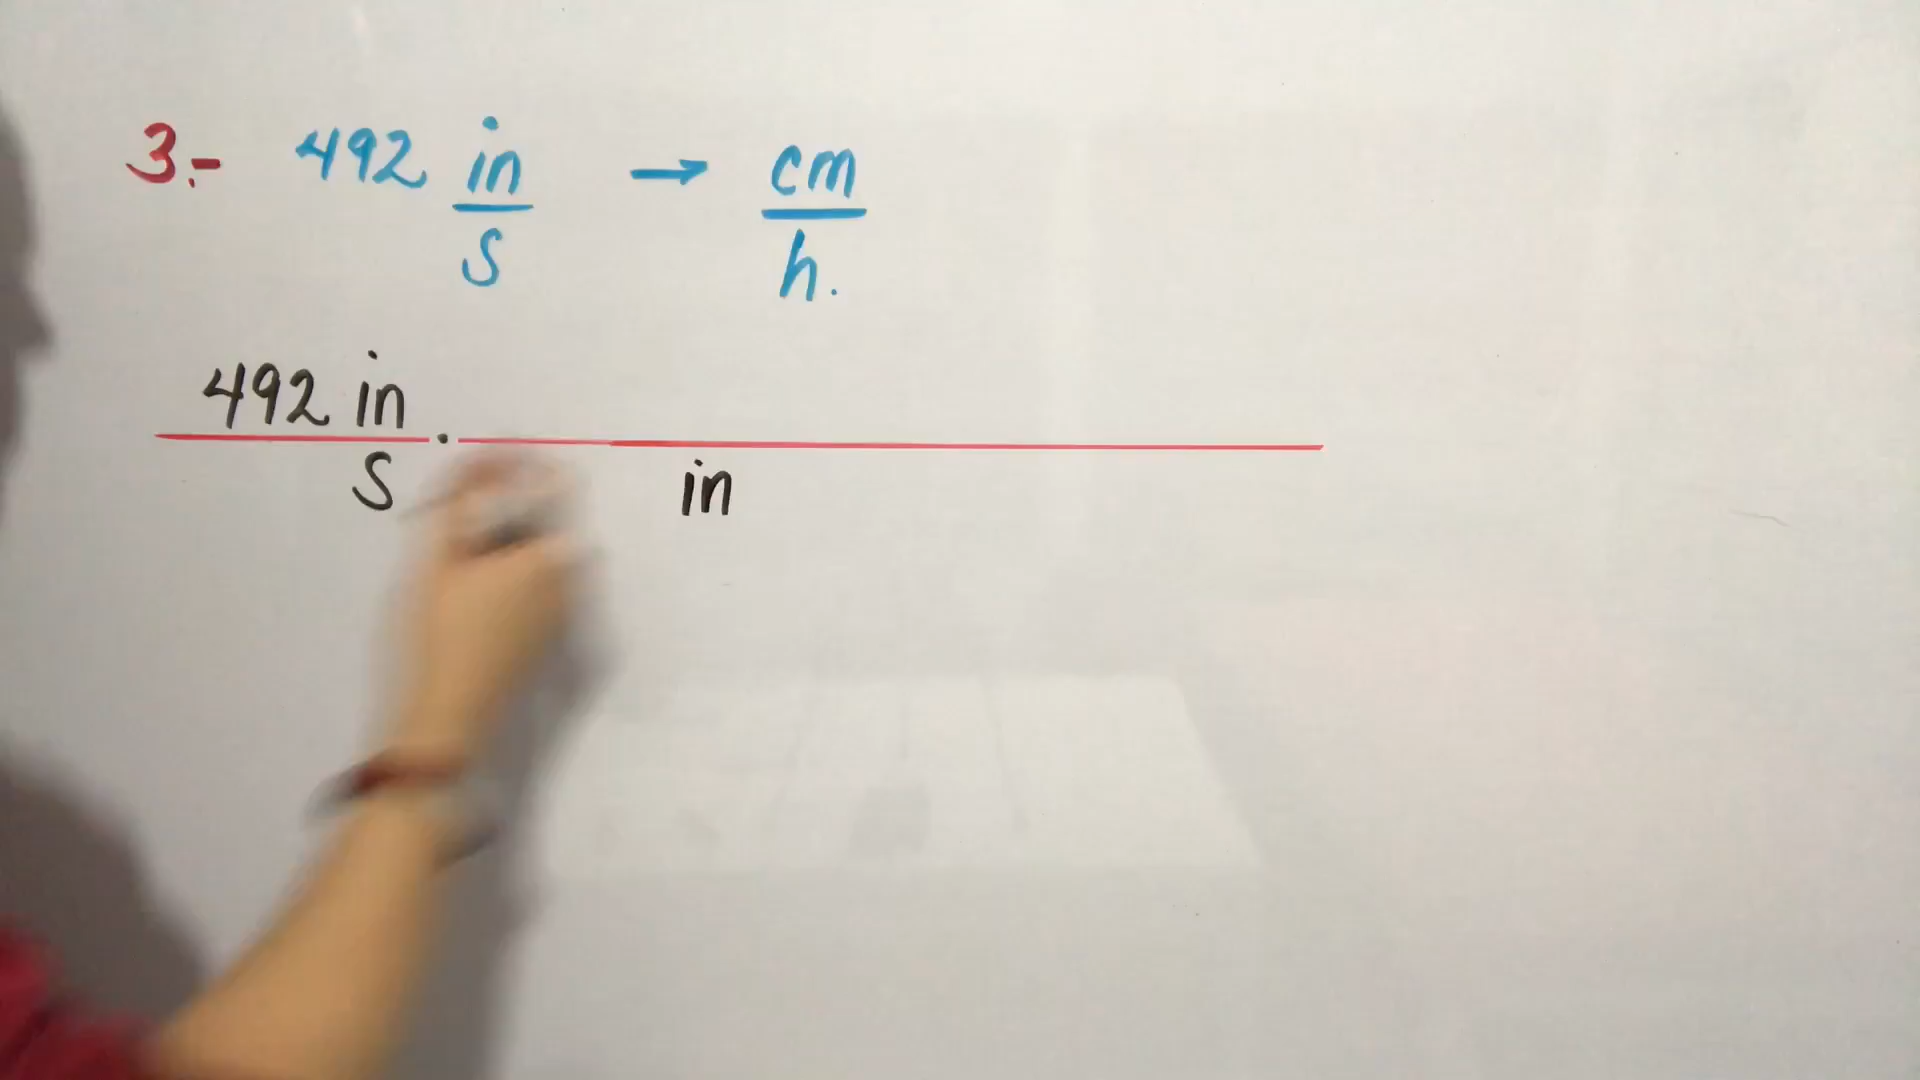 3.- 492 in/s → cm/h.
492 in
s · in